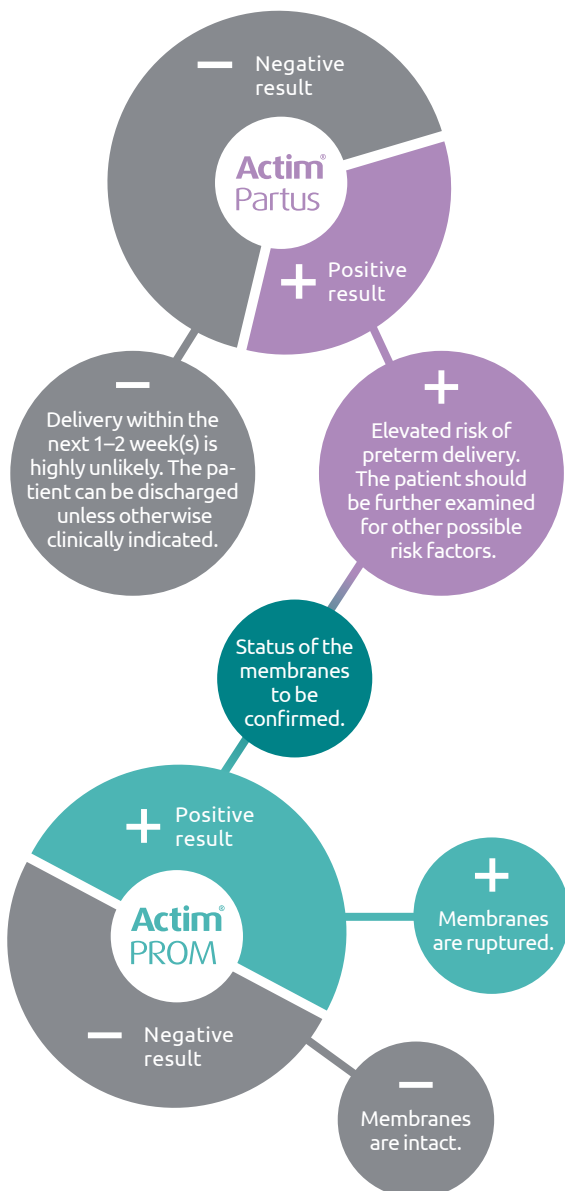 − Negative
result
Actim®
Partus
+ Positive
result
−
Delivery within the
next 1–2 week(s) is
highly unlikely. The pa-
tient can be discharged
unless otherwise
clinically indicated.
+
Elevated risk of
preterm delivery.
The patient should
be further examined
for other possible
risk factors.
Status of the
membranes
to be
confirmed.
+ Positive
result
Actim®
PROM
+
Membranes
are ruptured.
− Negative
result
−
Membranes
are intact.